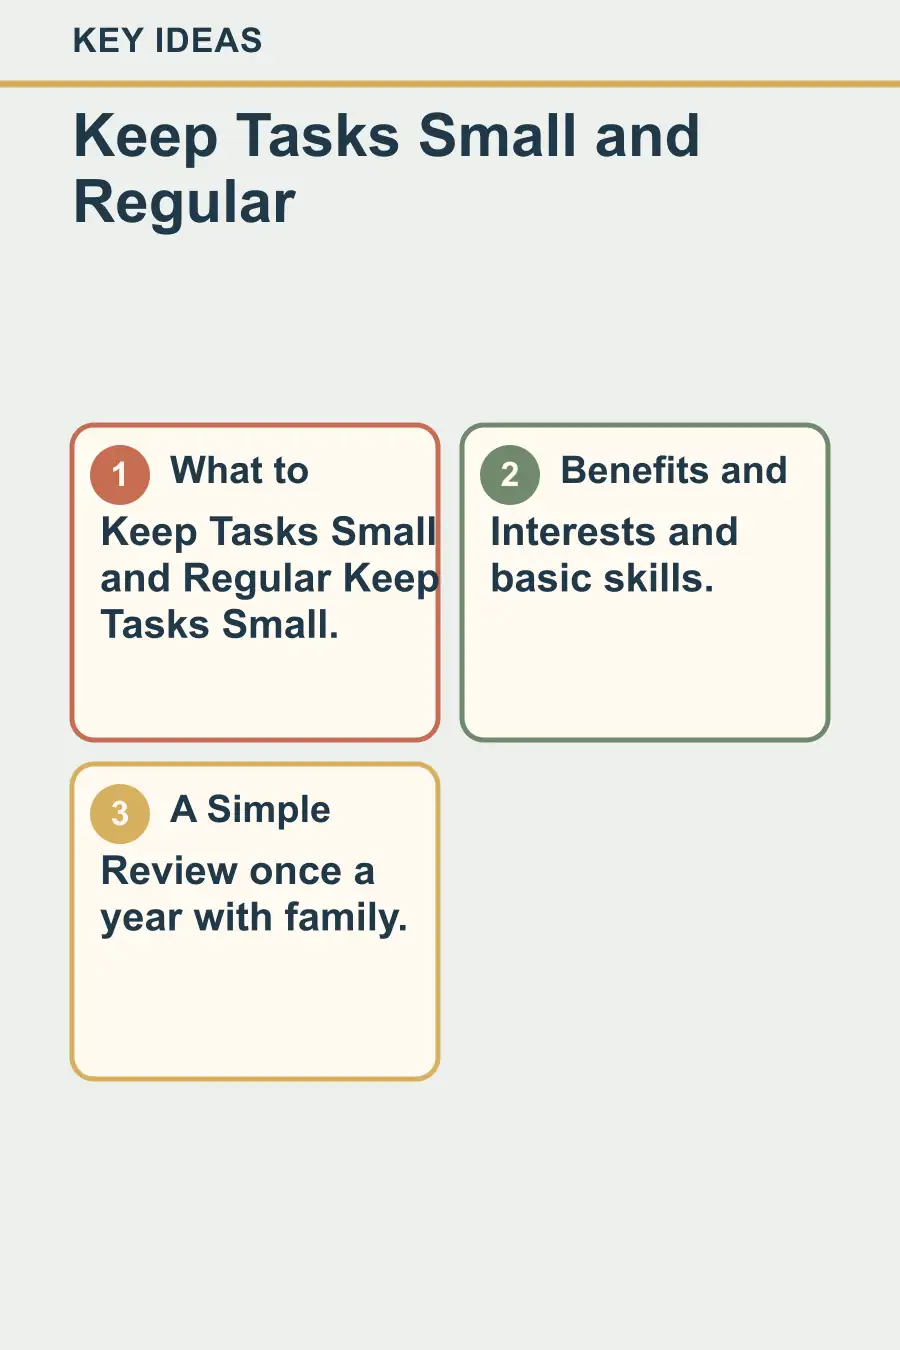 KEY IDEAS
Keep Tasks Small and
Regular
1 What to
Keep Tasks Small
and Regular Keep
Tasks Small.
2 Benefits and
Interests and
basic skills.
3 A Simple
Review once a
year with family.